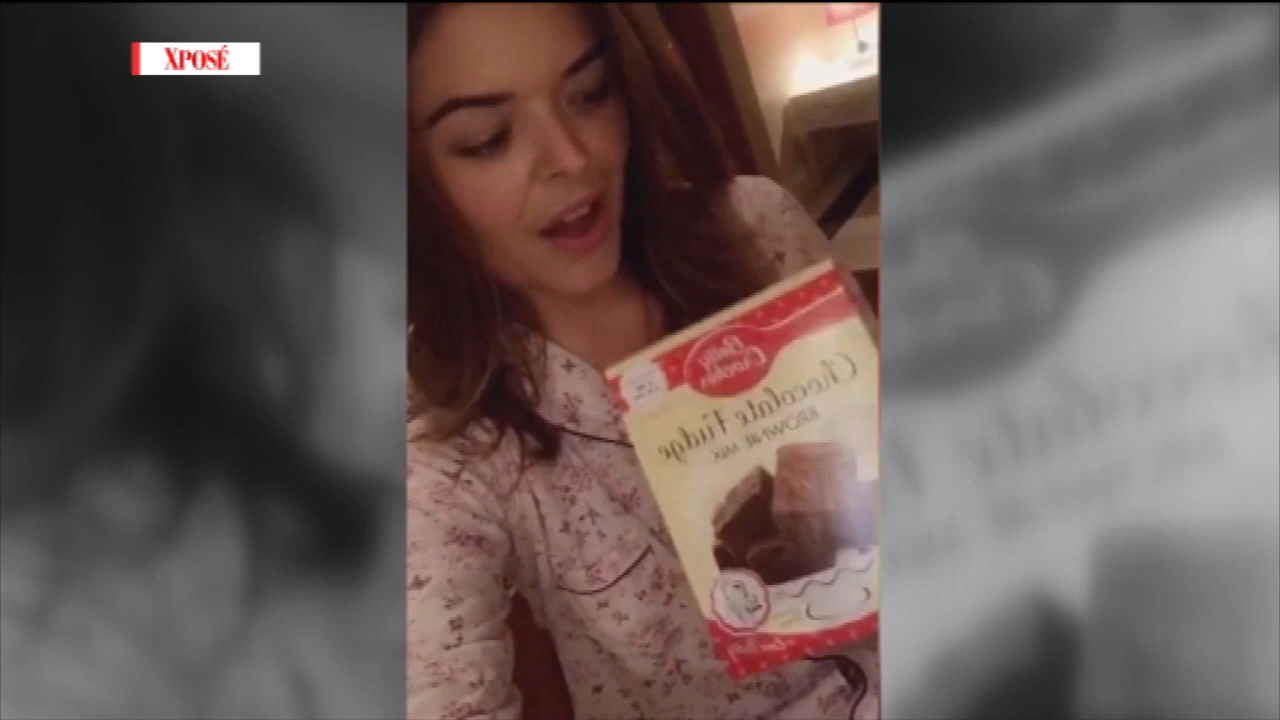 XPOSÉ
Betty
Crocker
Chocolate Fudge
BROWNIE MIX